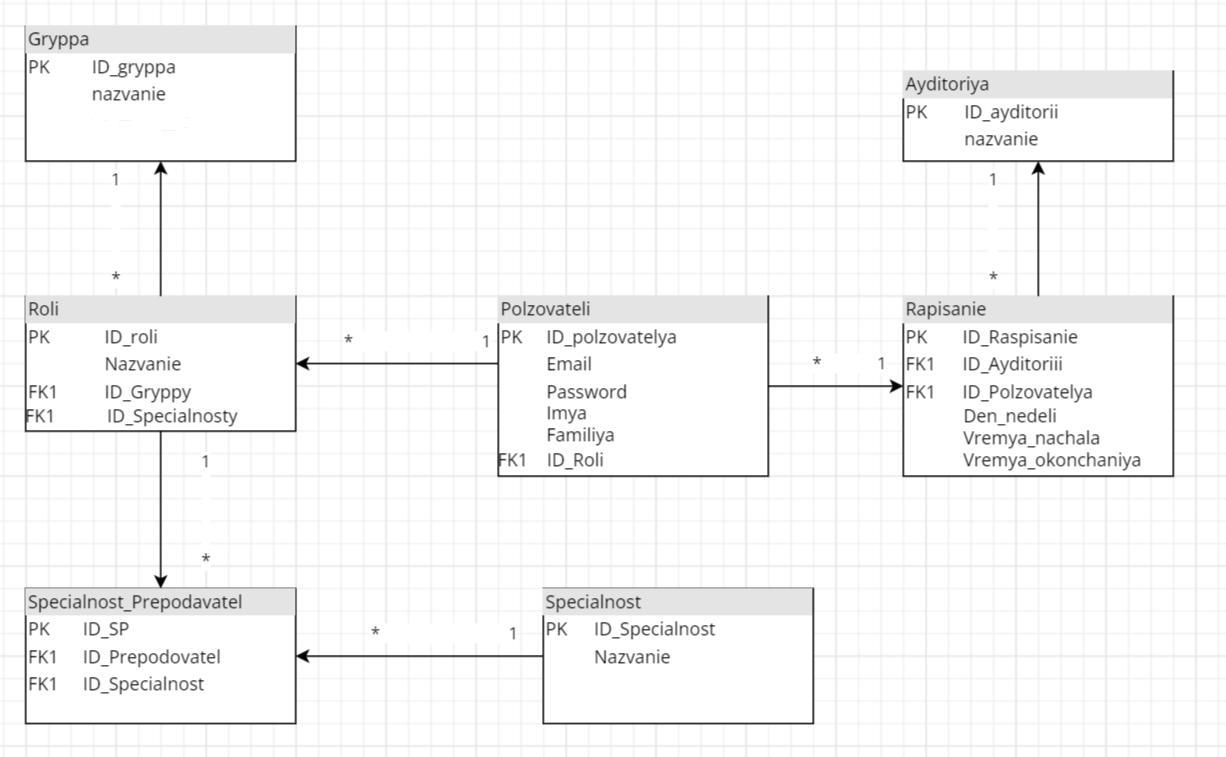 Gryppa
PK ID_gryppa
nazvanie
1
*
Ayditoriya
PK ID_ayditorii
nazvanie
1
*
Roli
PK ID_roli
Nazvanie
FK1 ID_Gryppy
FK1 ID_Specialnosty
* 1
Polzovateli
PK ID_polzovatelya
Email
Password
Imya
Familiya
FK1 ID_Roli
* 1
Rapisanie
PK ID_Raspisanie
FK1 ID_Ayditoriii
FK1 ID_Polzovatelya
Den_nedeli
Vremya_nachala
Vremya_okonchaniya
1
*
Specialnost_Prepodavatel
PK ID_SP
FK1 ID_Prepodovatel
FK1 ID_Specialnost
* 1
Specialnost
PK ID_Specialnost
Nazvanie